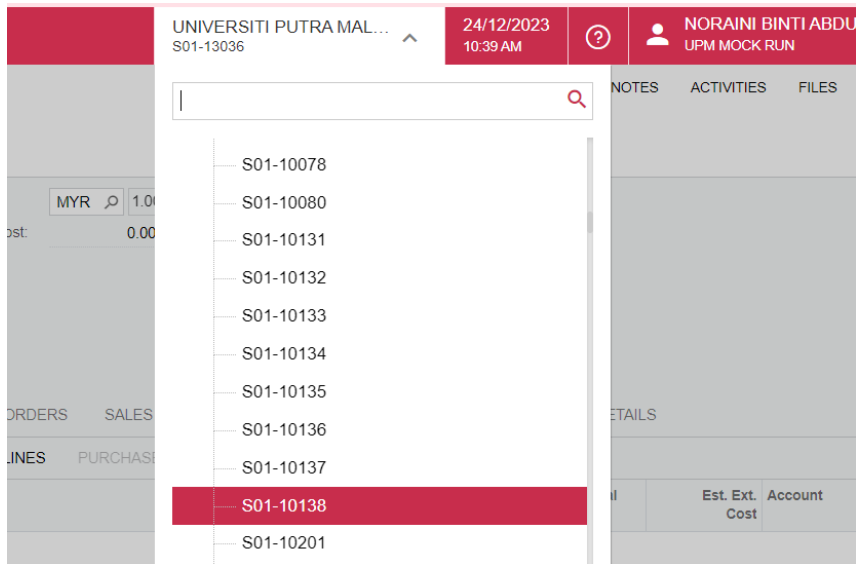 UNIVERSITI PUTRA MAL...
S01-13036
24/12/2023
10:39 AM
NORAINI BINTI ABDU
UPM MOCK RUN
NOTES ACTIVITIES FILES
S01-10078
MYR 1.00
S01-10080
ost: 0.00
S01-10131
S01-10132
S01-10133
S01-10134
S01-10135
ORDERS SALES ETAILS
S01-10136
LINES PURCHASE
S01-10137
al Est. Ext. Cost Account
S01-10138
S01-10201